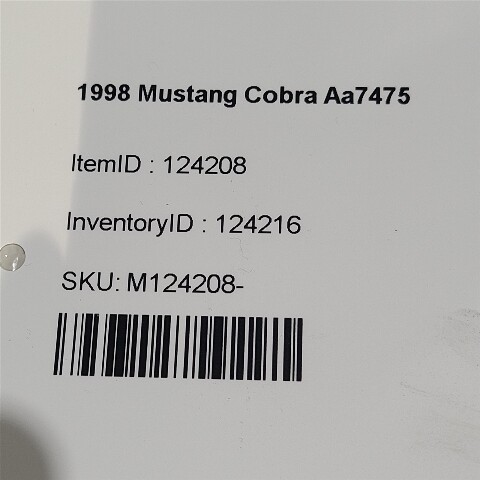 1998 Mustang Cobra Aa7475
ItemID : 124208
InventoryID : 124216
SKU: M124208-